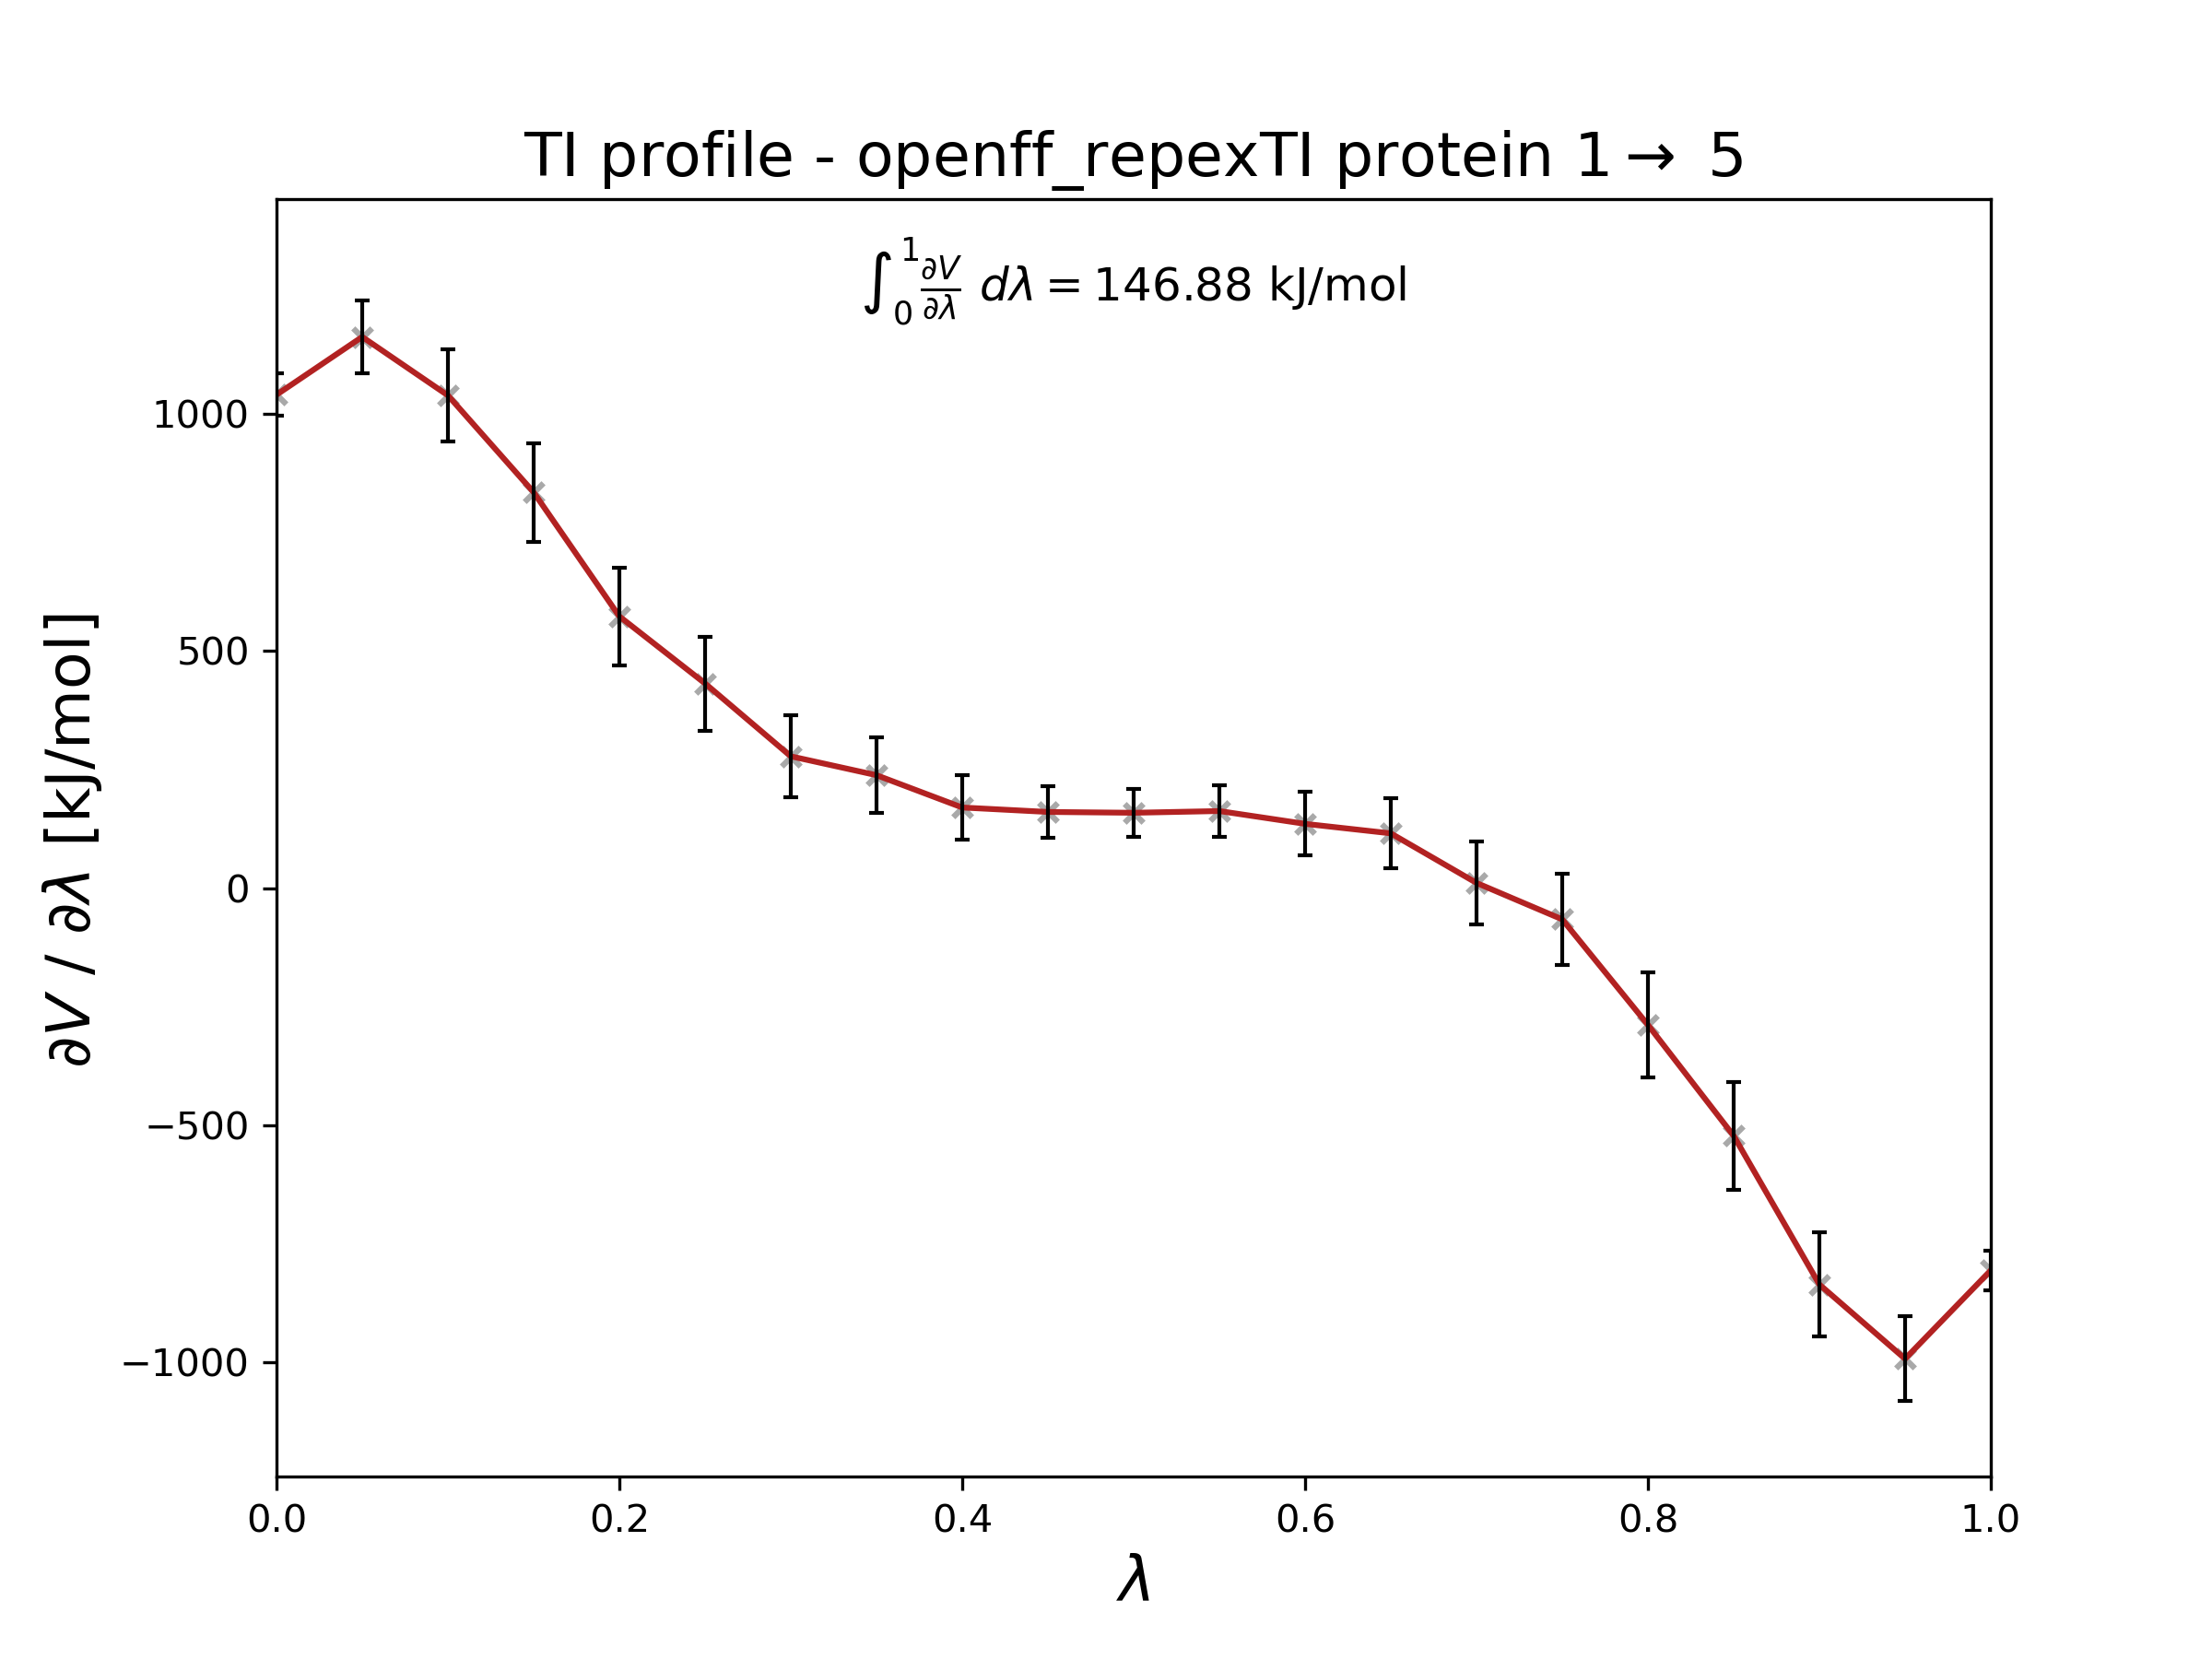 TI profile - openff_repexTI protein 1→ 5
∫₀¹ ∂V/∂λ dλ = 146.88 kJ/mol
∂V / ∂λ [kJ/mol]
1000
500
0
−500
−1000
0.0 0.2 0.4 0.6 0.8 1.0
λ